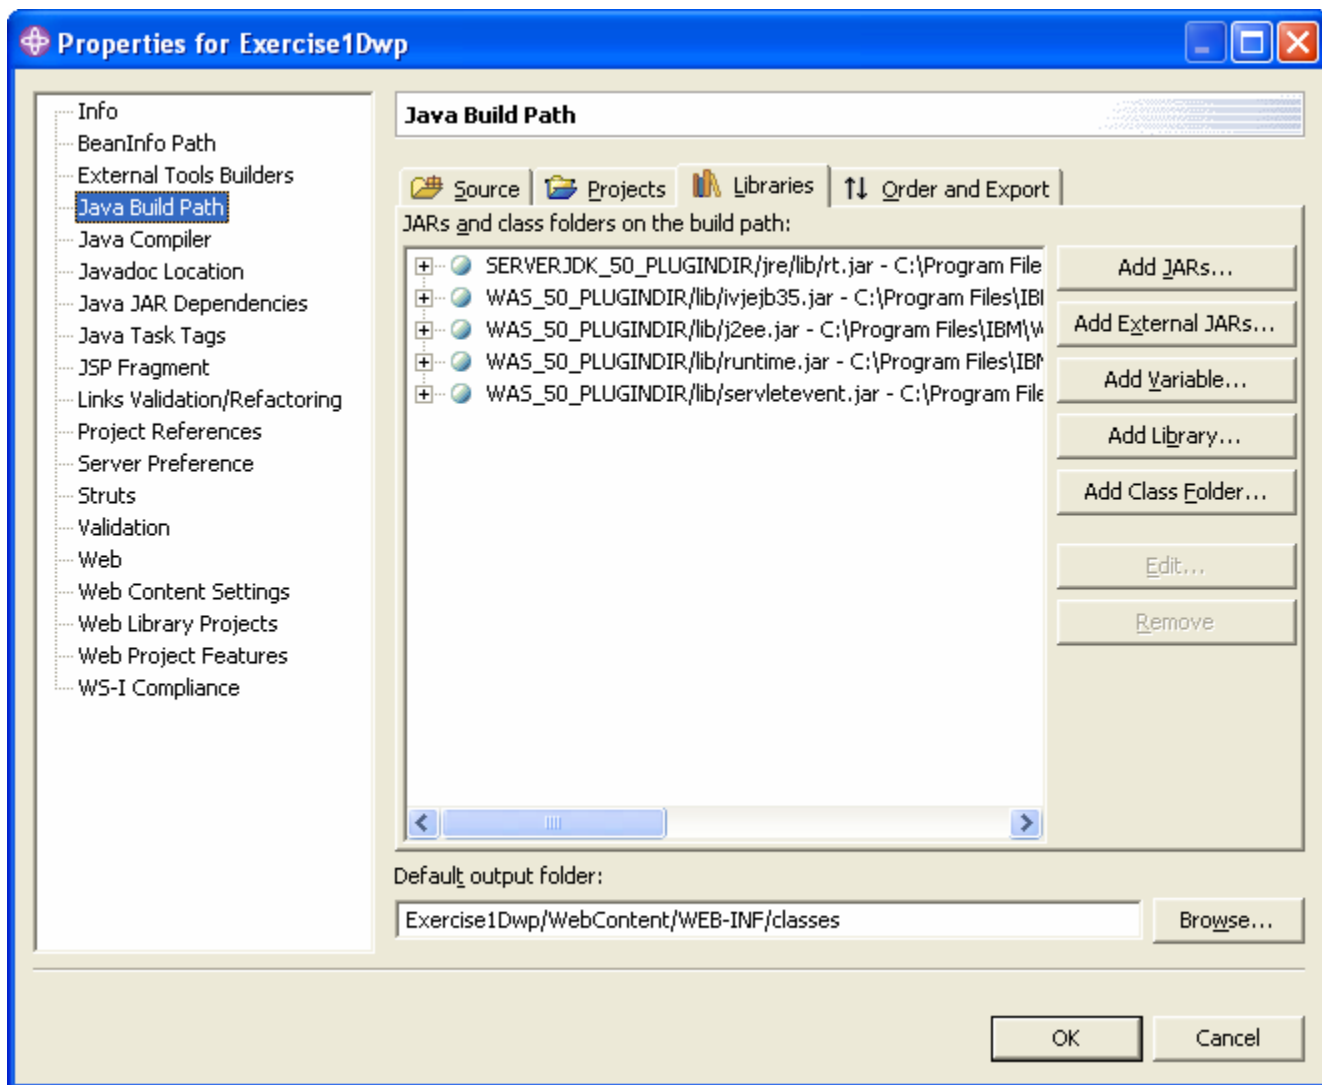 Properties for Exercise1Dwp
Info
BeanInfo Path
External Tools Builders
Java Build Path
Java Compiler
Javadoc Location
Java JAR Dependencies
Java Task Tags
JSP Fragment
Links Validation/Refactoring
Project References
Server Preference
Struts
Validation
Web
Web Content Settings
Web Library Projects
Web Project Features
WS-I Compliance
Java Build Path
Source Projects Libraries Order and Export
JARs and class folders on the build path:
SERVERJDK_50_PLUGINDIR/jre/lib/rt.jar - C:\Program File
WAS_50_PLUGINDIR/lib/ivjejb35.jar - C:\Program Files\IB
WAS_50_PLUGINDIR/lib/j2ee.jar - C:\Program Files\IBM\W
WAS_50_PLUGINDIR/lib/runtime.jar - C:\Program Files\IBM
WAS_50_PLUGINDIR/lib/servletevent.jar - C:\Program File
Add JARs...
Add External JARs...
Add Variable...
Add Library...
Add Class Folder...
Edit...
Remove
Default output folder:
Exercise1Dwp/WebContent/WEB-INF/classes
Browse...
OK
Cancel